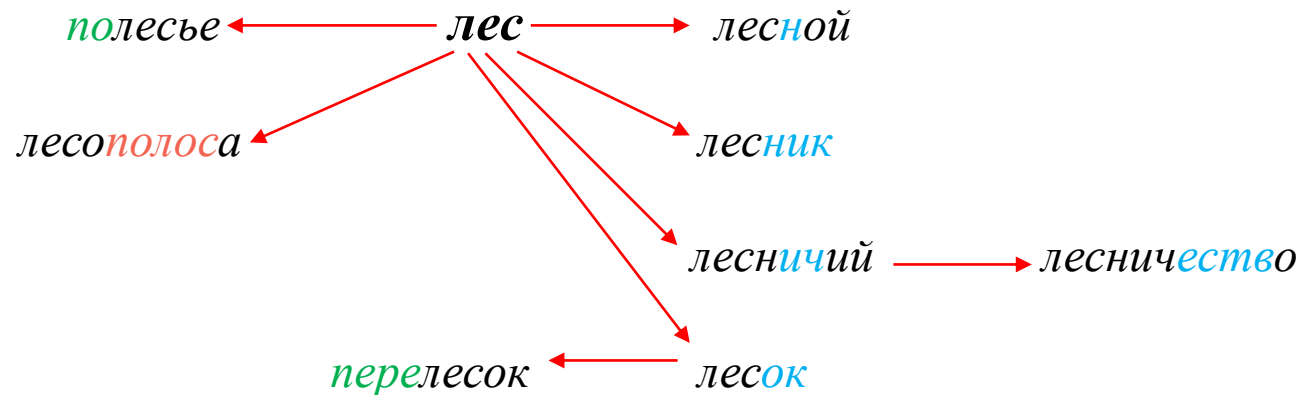 полесье лес лесной
лесополоса лесник
лесничий лесничество
перелесок лесок